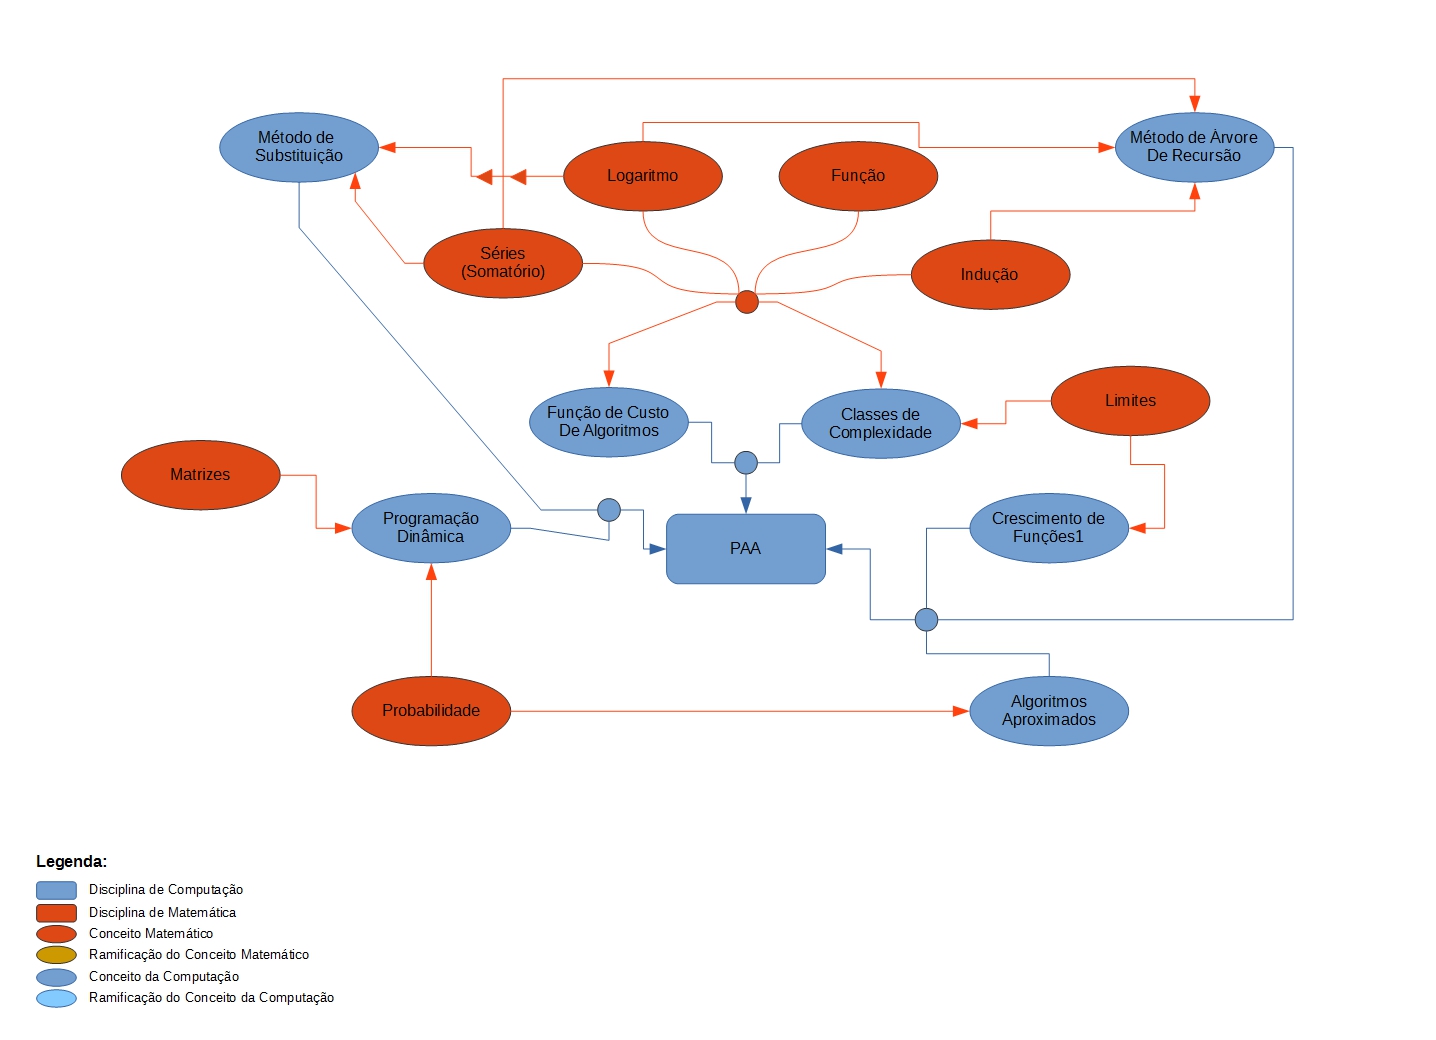 Método de
Substituição
Logaritmo
Função
Método de Àrvore
De Recursão
Séries
(Somatório)
Indução
Função de Custo
De Algoritmos
Classes de
Complexidade
Limites
Matrizes
Programação
Dinâmica
PAA
Crescimento de
Funções1
Probabilidade
Algoritmos
Aproximados
Legenda:
Disciplina de Computação
Disciplina de Matemática
Conceito Matemático
Ramificação do Conceito Matemático
Conceito da Computação
Ramificação do Conceito da Computação